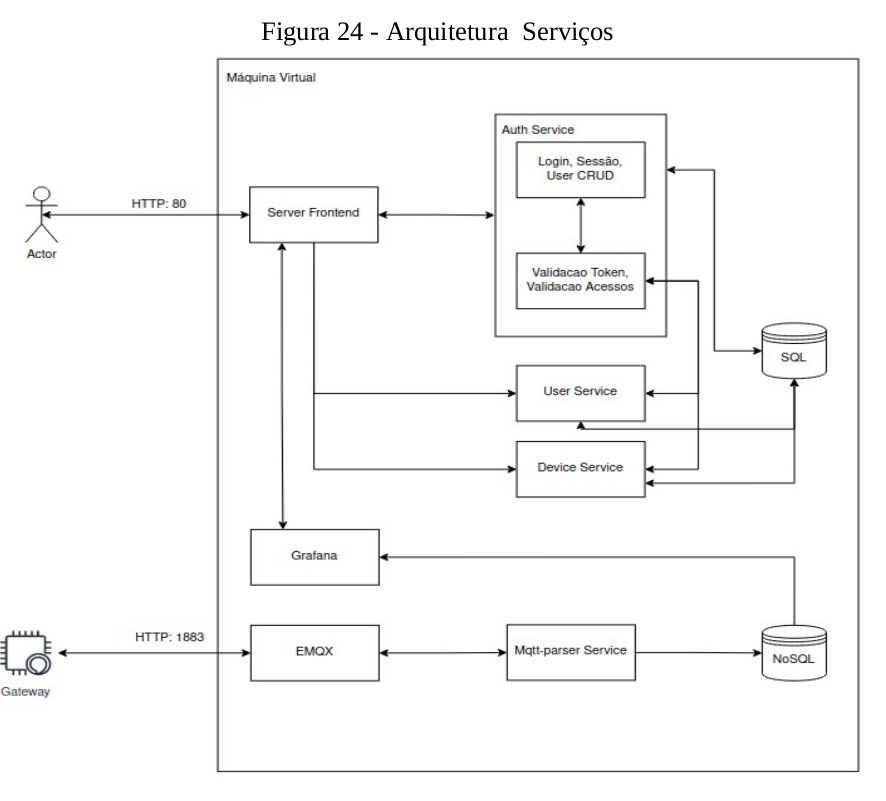 Figura 24 - Arquitetura Serviços
Máquina Virtual
Auth Service
Login, Sessão,
User CRUD
HTTP: 80
Server Frontend
Actor
Validacao Token,
Validacao Acessos
SQL
User Service
Device Service
Grafana
HTTP: 1883
EMQX
Mqtt-parser Service
NoSQL
Gateway